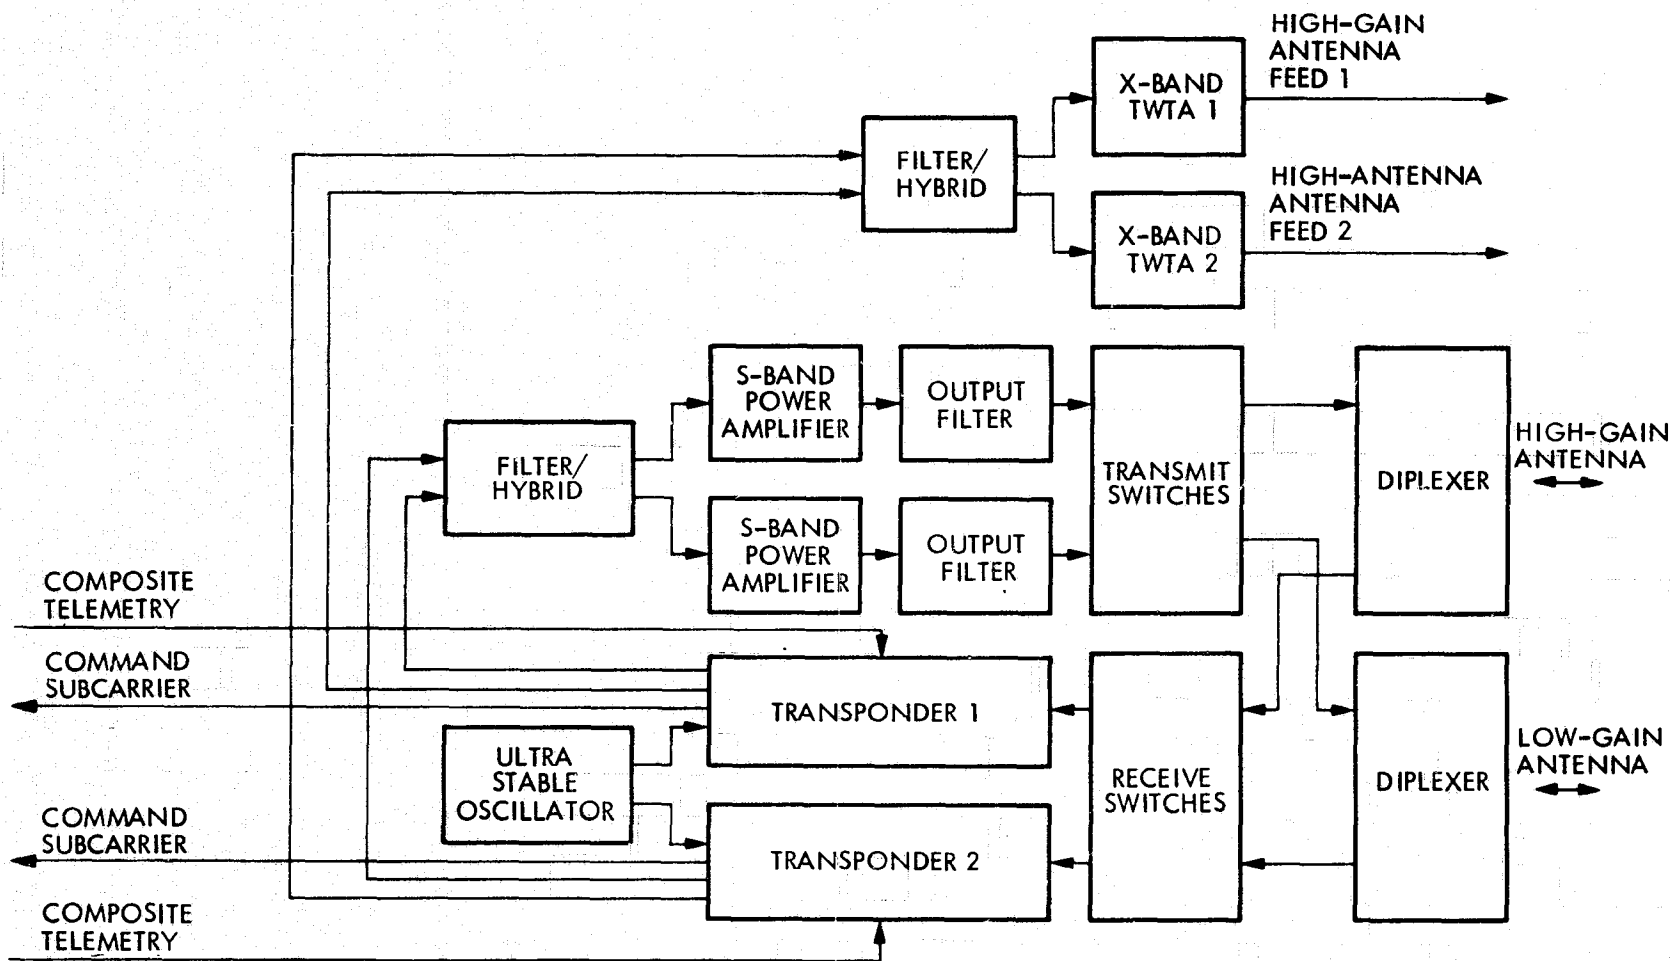 HIGH-GAIN
ANTENNA
FEED 1
X-BAND
TWTA 1
FILTER/
HYBRID
HIGH-ANTENNA
ANTENNA
FEED 2
X-BAND
TWTA 2
S-BAND
POWER
AMPLIFIER
OUTPUT
FILTER
TRANSMIT
SWITCHES
DIPLEXER
HIGH-GAIN
ANTENNA
FILTER/
HYBRID
S-BAND
POWER
AMPLIFIER
OUTPUT
FILTER
COMPOSITE
TELEMETRY
COMMAND
SUBCARRIER
TRANSPONDER 1
ULTRA
STABLE
OSCILLATOR
RECEIVE
SWITCHES
DIPLEXER
LOW-GAIN
ANTENNA
COMMAND
SUBCARRIER
TRANSPONDER 2
COMPOSITE
TELEMETRY